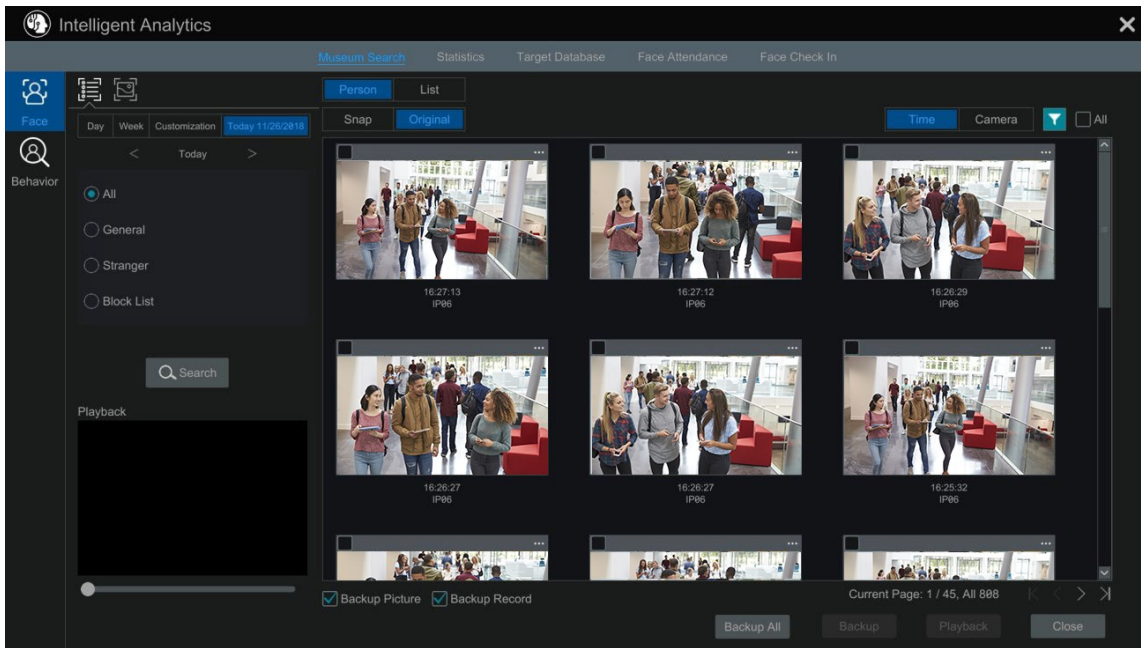 Intelligent Analytics
Museum Search Statistics Target Database Face Attendance Face Check In
Face
Behavior
Day Week Customization Today 11/26/2018
< Today >
All
General
Stranger
Block List
Search
Playback
Person List
Snap Original
Time Camera All
16:27:13
IP06
16:27:12
IP06
16:26:29
IP06
16:26:27
IP06
16:26:27
IP06
16:25:32
IP06
Backup Picture Backup Record
Current Page: 1 / 45, All 808
Backup All Backup Playback Close